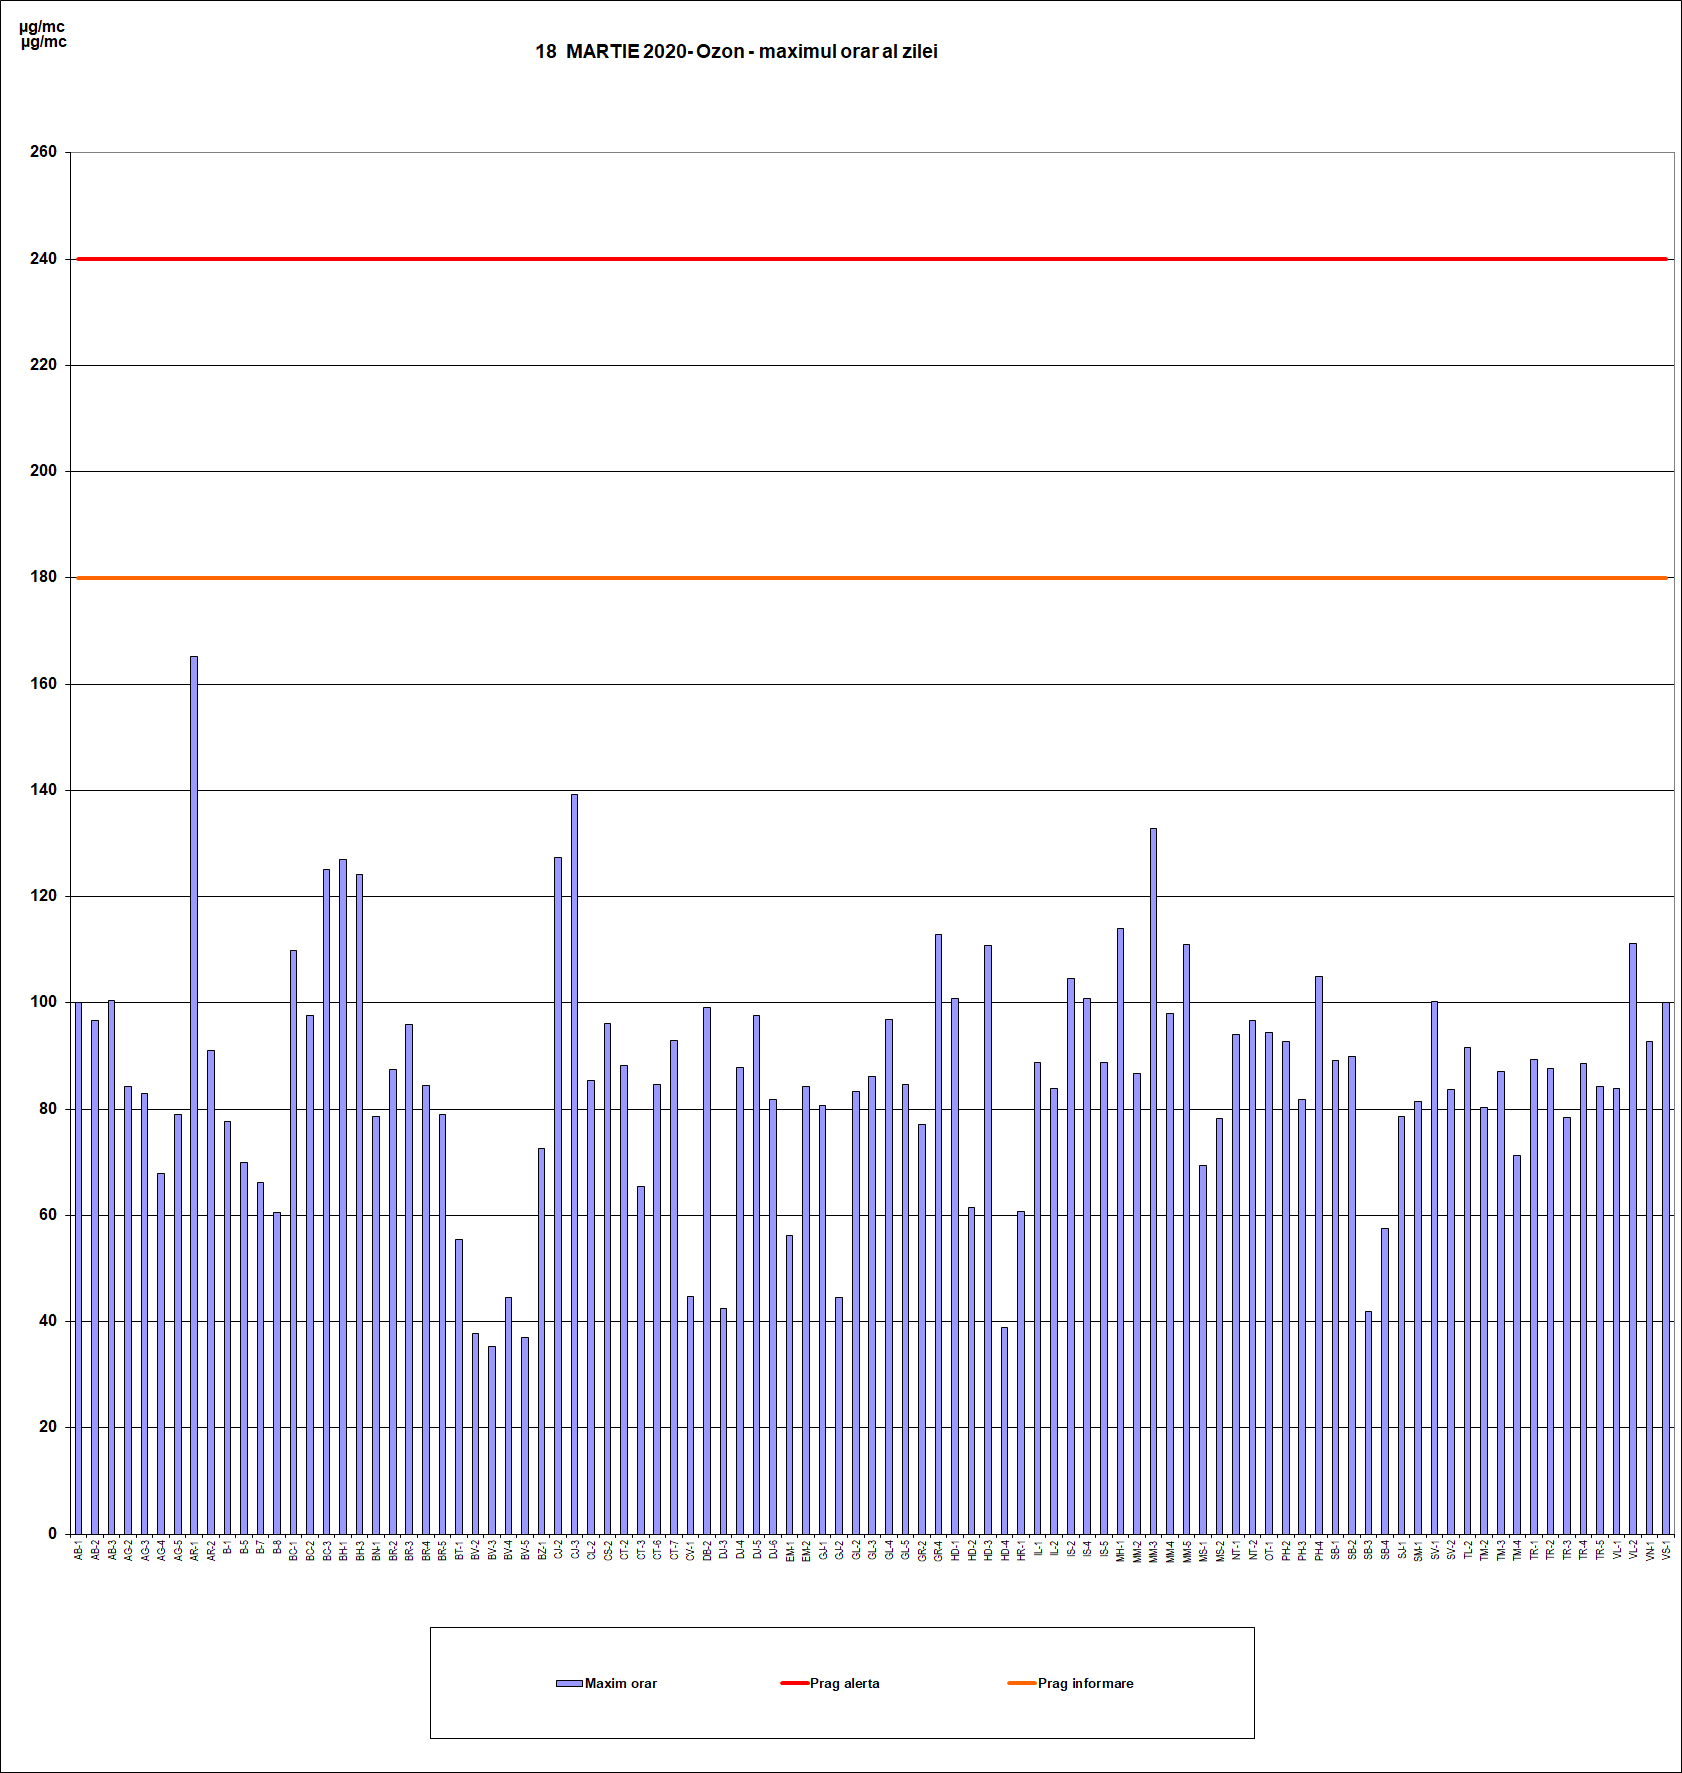 µg/mc
µg/mc
18  MARTIE 2020- Ozon - maximul orar al zilei
260
240
220
200
180
160
140
120
100
80
60
40
20
0
AB-1 AB-2 AB-3 AG-2 AG-3 AG-4 AG-5 AR-1 AR-2 B-1 B-5 B-7 B-8 BC-1 BC-2 BC-3 BH-1 BH-3 BN-1 BR-2 BR-3 BR-4 BR-5 BT-1 BV-2 BV-3 BV-4 BV-5 BZ-1 CJ-2 CJ-3 CL-2 CS-2 CT-2 CT-3 CT-6 CT-7 CV-1 DB-2 DJ-3 DJ-4 DJ-5 DJ-6 EM-1 EM-2 GJ-1 GJ-2 GL-2 GL-3 GL-4 GL-5 GR-2 GR-4 HD-1 HD-2 HD-3 HD-4 HR-1 IL-1 IL-2 IS-2 IS-4 IS-5 MH-1 MM-2 MM-3 MM-4 MM-5 MS-1 MS-2 NT-1 NT-2 OT-1 PH-2 PH-3 PH-4 SB-1 SB-2 SB-3 SB-4 SJ-1 SM-1 SV-1 SV-2 TL-2 TM-2 TM-3 TM-4 TR-1 TR-2 TR-3 TR-4 TR-5 VL-1 VL-2 VN-1 VS-1
Maxim orar Prag alerta Prag informare